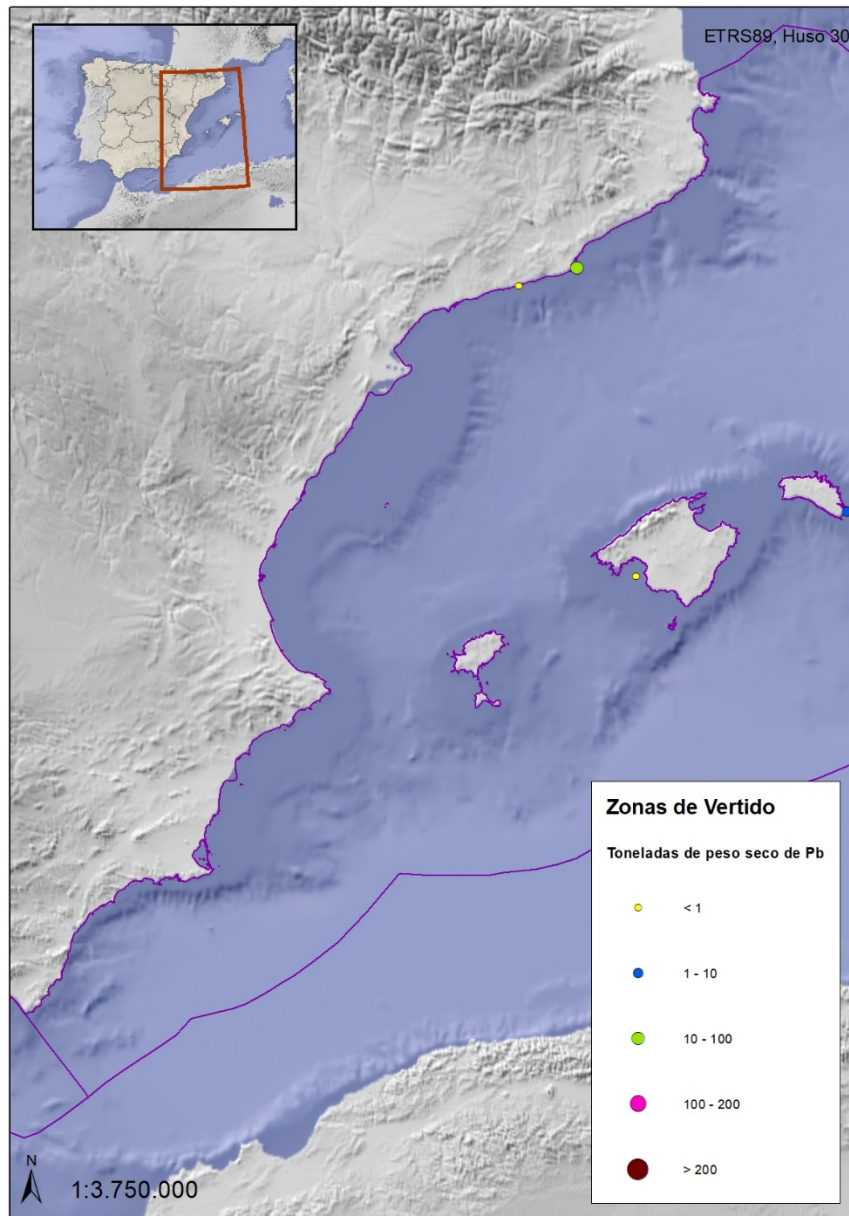 ETRS89, Huso 30
Zonas de Vertido
Toneladas de peso seco de Pb
< 1
1 - 10
10 - 100
100 - 200
> 200
N
1:3.750.000